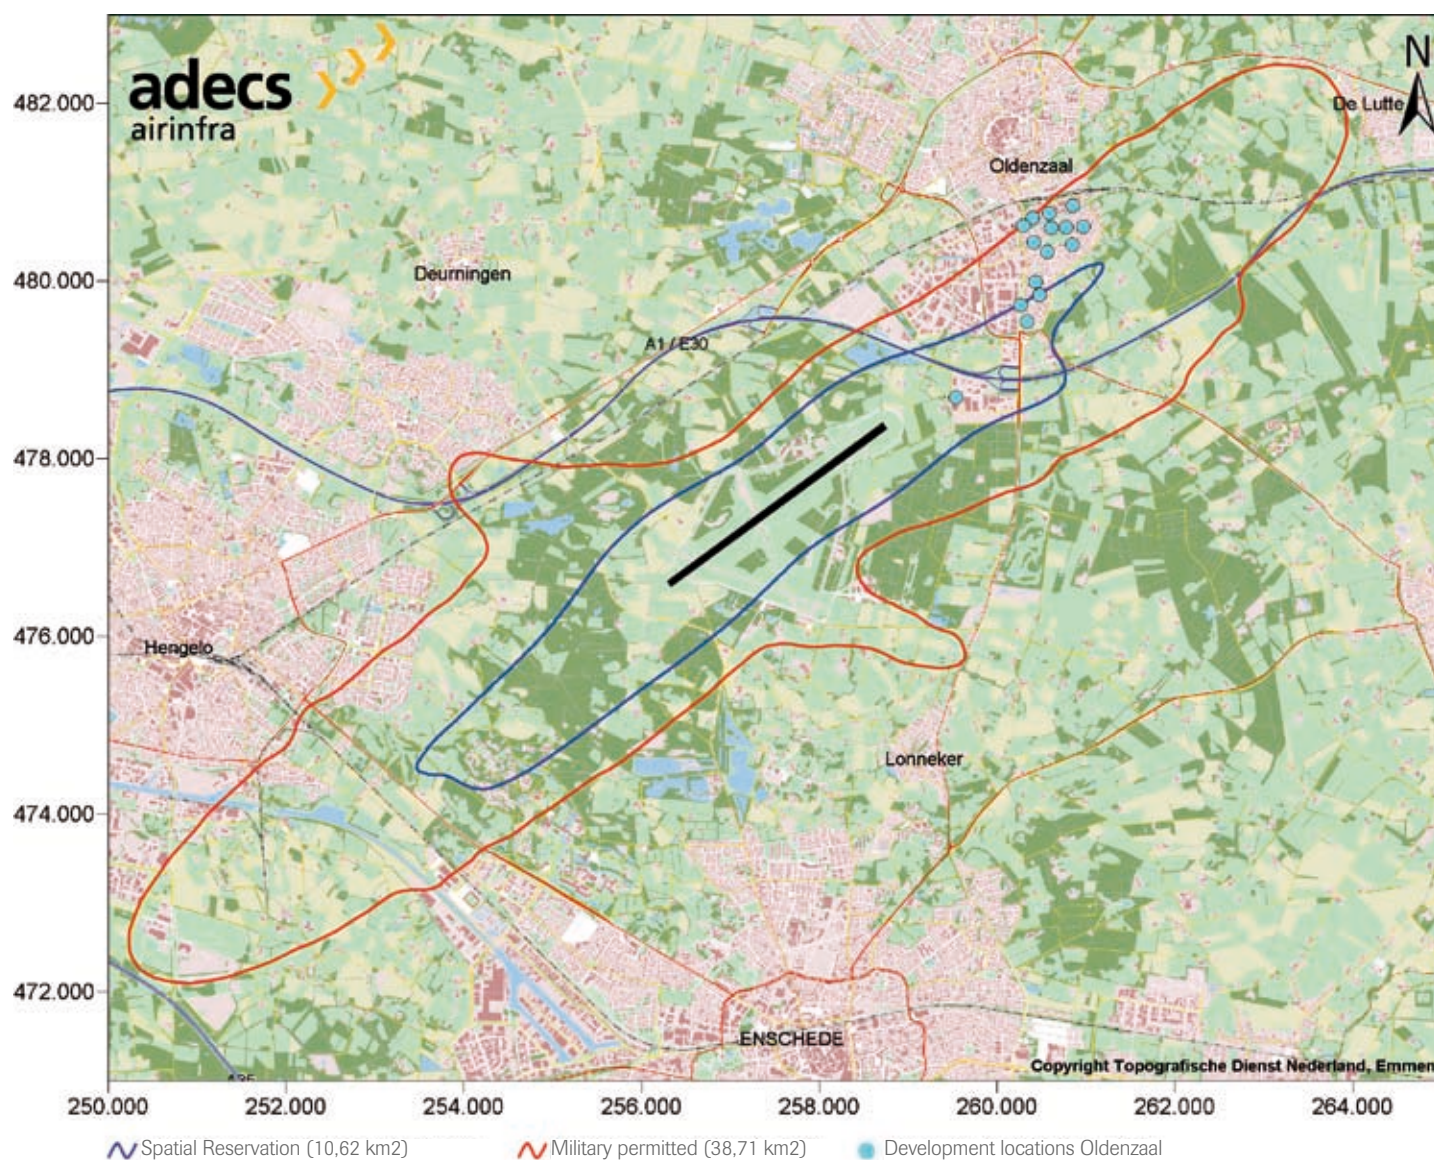 adecs
airinfra
N
De Lutte
Oldenzaal
Deurningen
A1 / E30
Hengelo
Lonneker
ENSCHEDE
A35
Copyright Topografische Dienst Nederland, Emmen
482.000
480.000
478.000
476.000
474.000
472.000
250.000 252.000 254.000 256.000 258.000 260.000 262.000 264.000
Spatial Reservation (10,62 km2) Military permitted (38,71 km2) Development locations Oldenzaal